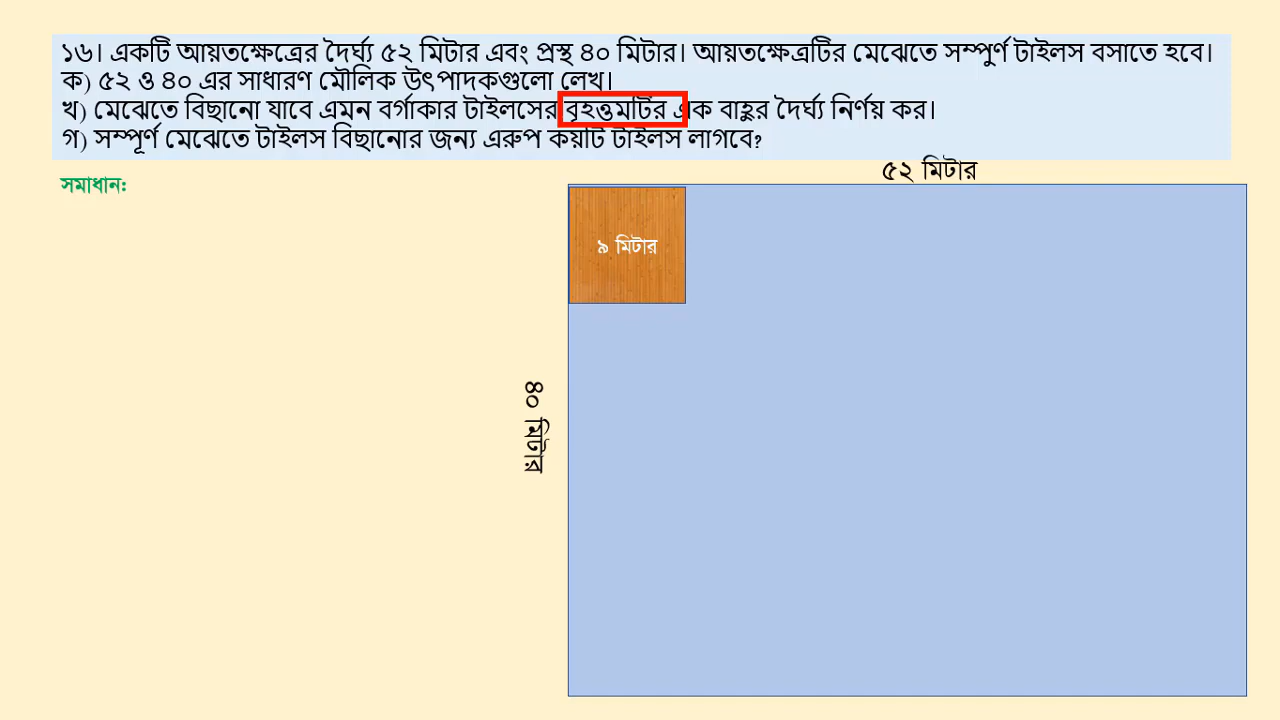 ১৬। একটি আয়তক্ষেত্রের দৈর্ঘ্য ৫২ মিটার এবং প্রস্থ ৪০ মিটার। আয়তক্ষেত্রটির মেঝেতে সম্পুর্ণ টাইলস বসাতে হবে।
ক) ৫২ ও ৪০ এর সাধারণ মৌলিক উৎপাদকগুলো লেখ।
খ) মেঝেতে বিছানো যাবে এমন বর্গাকার টাইলসের বৃহত্তমটির এক বাহুর দৈর্ঘ্য নির্ণয় কর।
গ) সম্পূর্ণ মেঝেতে টাইলস বিছানোর জন্য এরুপ কয়টি টাইলস লাগবে?
৫২ মিটার
সমাধান:
৯ মিটার
৪০ মিটার